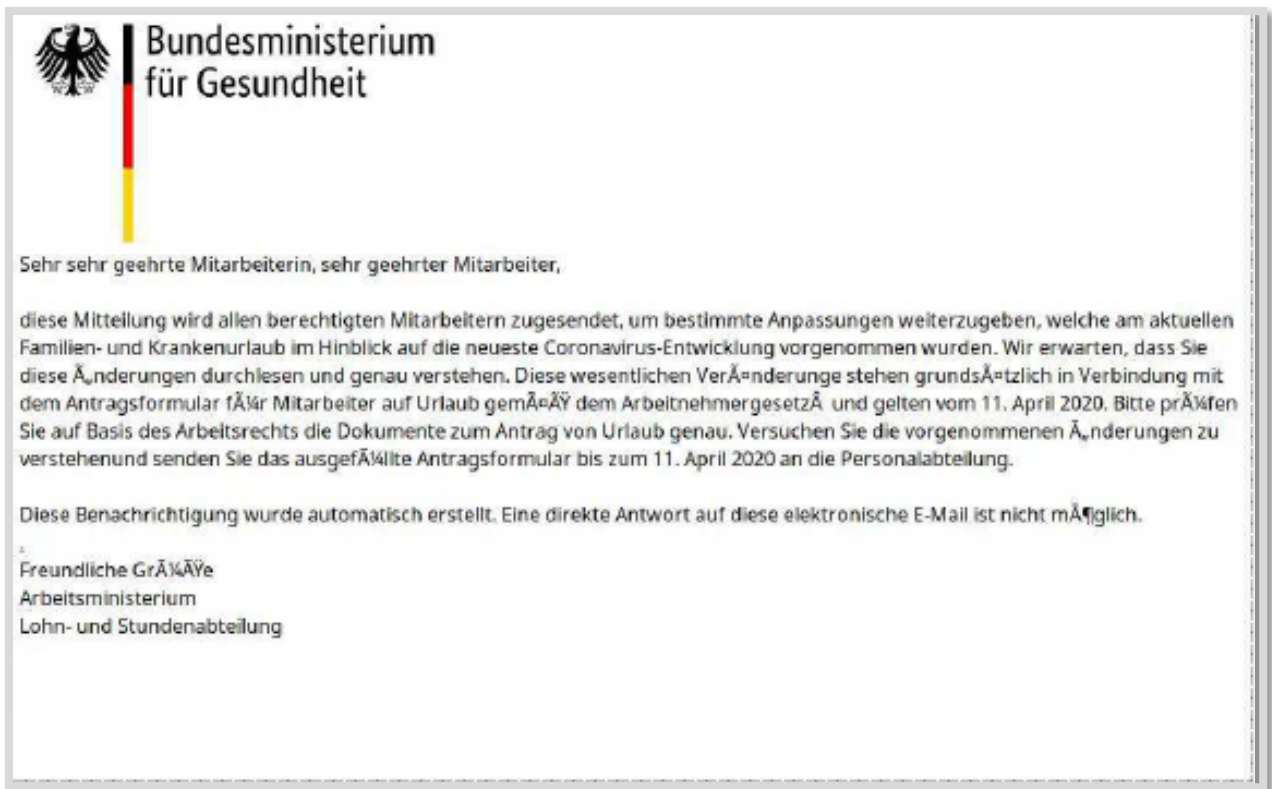 Bundesministerium
für Gesundheit
Sehr sehr geehrte Mitarbeiterin, sehr geehrter Mitarbeiter,
diese Mitteilung wird allen berechtigten Mitarbeitern zugesendet, um bestimmte Anpassungen weiterzugeben, welche am aktuellen
Familien- und Krankenurlaub im Hinblick auf die neueste Coronavirus-Entwicklung vorgenommen wurden. Wir erwarten, dass Sie
diese Ã„nderungen durchlesen und genau verstehen. Diese wesentlichen VerÃ¤nderunge stehen grundsÃ¤tzlich in Verbindung mit
dem Antragsformular fÃ¼r Mitarbeiter auf Urlaub gemÃ¤ÃŸ dem ArbeitnehmergesetzÂ und gelten vom 11. April 2020. Bitte prÃ¼fen
Sie auf Basis des Arbeitsrechts die Dokumente zum Antrag von Urlaub genau. Versuchen Sie die vorgenommenen Ã„nderungen zu
verstehenund senden Sie das ausgefÃ¼llte Antragsformular bis zum 11. April 2020 an die Personalabteilung.
Diese Benachrichtigung wurde automatisch erstellt. Eine direkte Antwort auf diese elektronische E-Mail ist nicht mÃ¶glich.
.
Freundliche GrÃ¼ÃŸe
Arbeitsministerium
Lohn- und Stundenabteilung